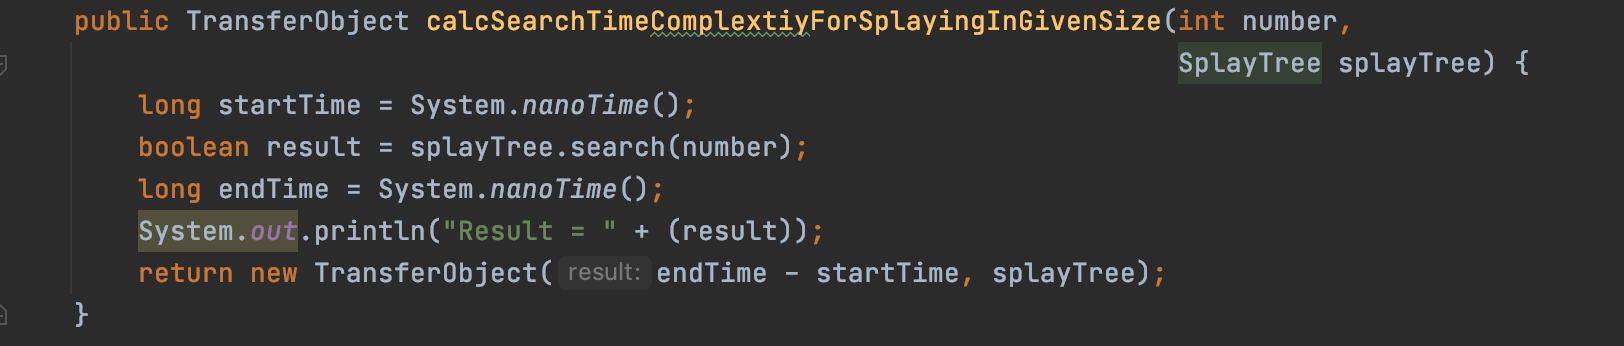 public TransferObject calcSearchTimeComplextiyForSplayingInGivenSize(int number,
SplayTree splayTree) {
long startTime = System.nanoTime();
boolean result = splayTree.search(number);
long endTime = System.nanoTime();
System.out.println("Result = " + (result));
return new TransferObject( result: endTime - startTime, splayTree);
}